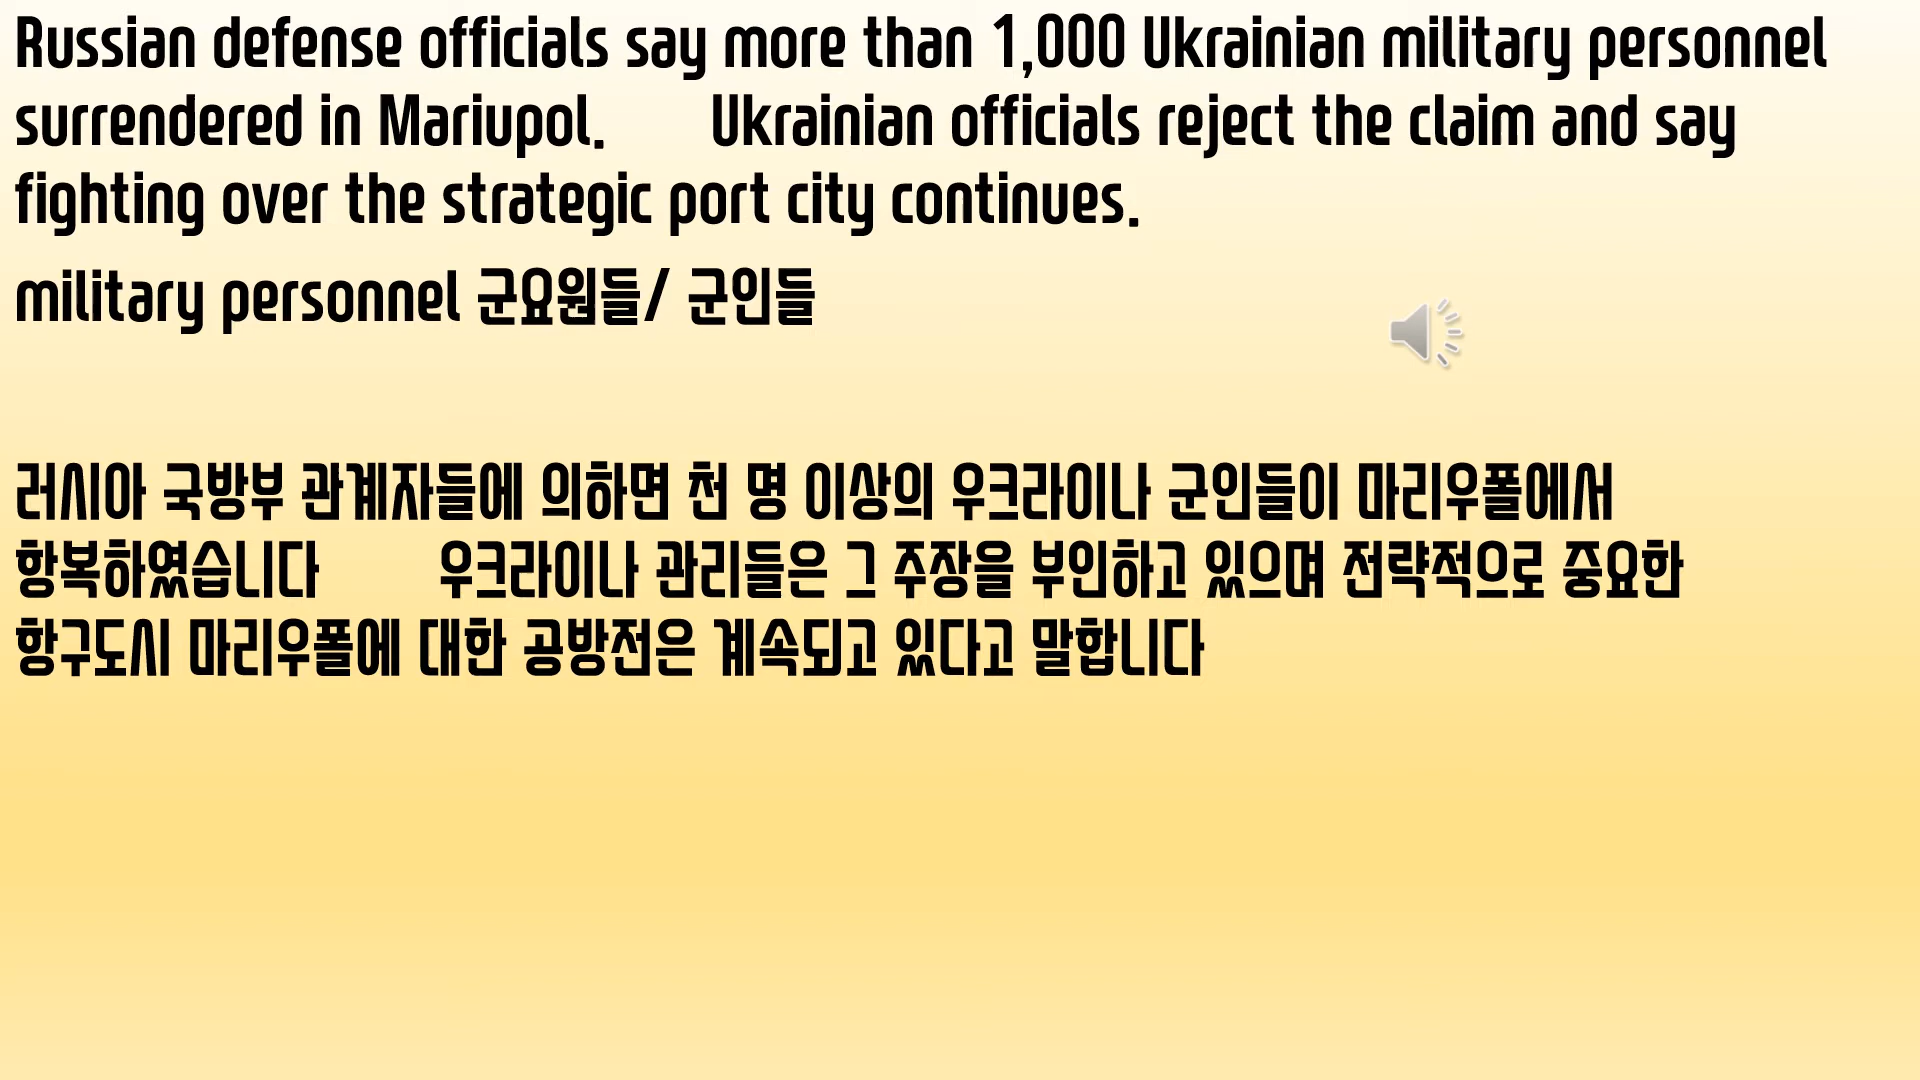 Russian defense officials say more than 1,000 Ukrainian military personnel
surrendered in Mariupol. Ukrainian officials reject the claim and say
fighting over the strategic port city continues.
military personnel 군요원들/ 군인들
러시아 국방부 관계자들에 의하면 천 명 이상의 우크라이나 군인들이 마리우폴에서
항복하였습니다 우크라이나 관리들은 그 주장을 부인하고 있으며 전략적으로 중요한
항구도시 마리우폴에 대한 공방전은 계속되고 있다고 말합니다